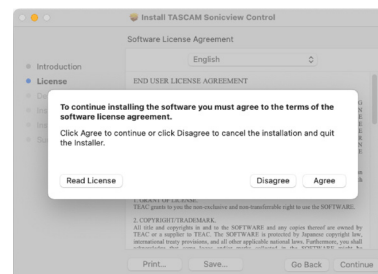 Install TASCAM Sonicview Control
Software License Agreement
English
Introduction
License
END USER LICENSE AGREEMENT
To continue installing the software you must agree to the terms of the
software license agreement.
Click Agree to continue or click Disagree to cancel the installation and quit
the Installer.
Read License
Disagree
Agree
TEAC grants to you the non-exclusive and non-transferable right to use the SOFTWARE.
2. COPYRIGHT/TRADEMARK.
All title and copyrights in and to the SOFTWARE and any copies thereof are owned by
TEAC or a supplier to TEAC. The SOFTWARE is protected by Japanese copyright law,
international treaty provisions, and all other applicable national laws. Furthermore, you shall
Print...
Save...
Go Back
Continue